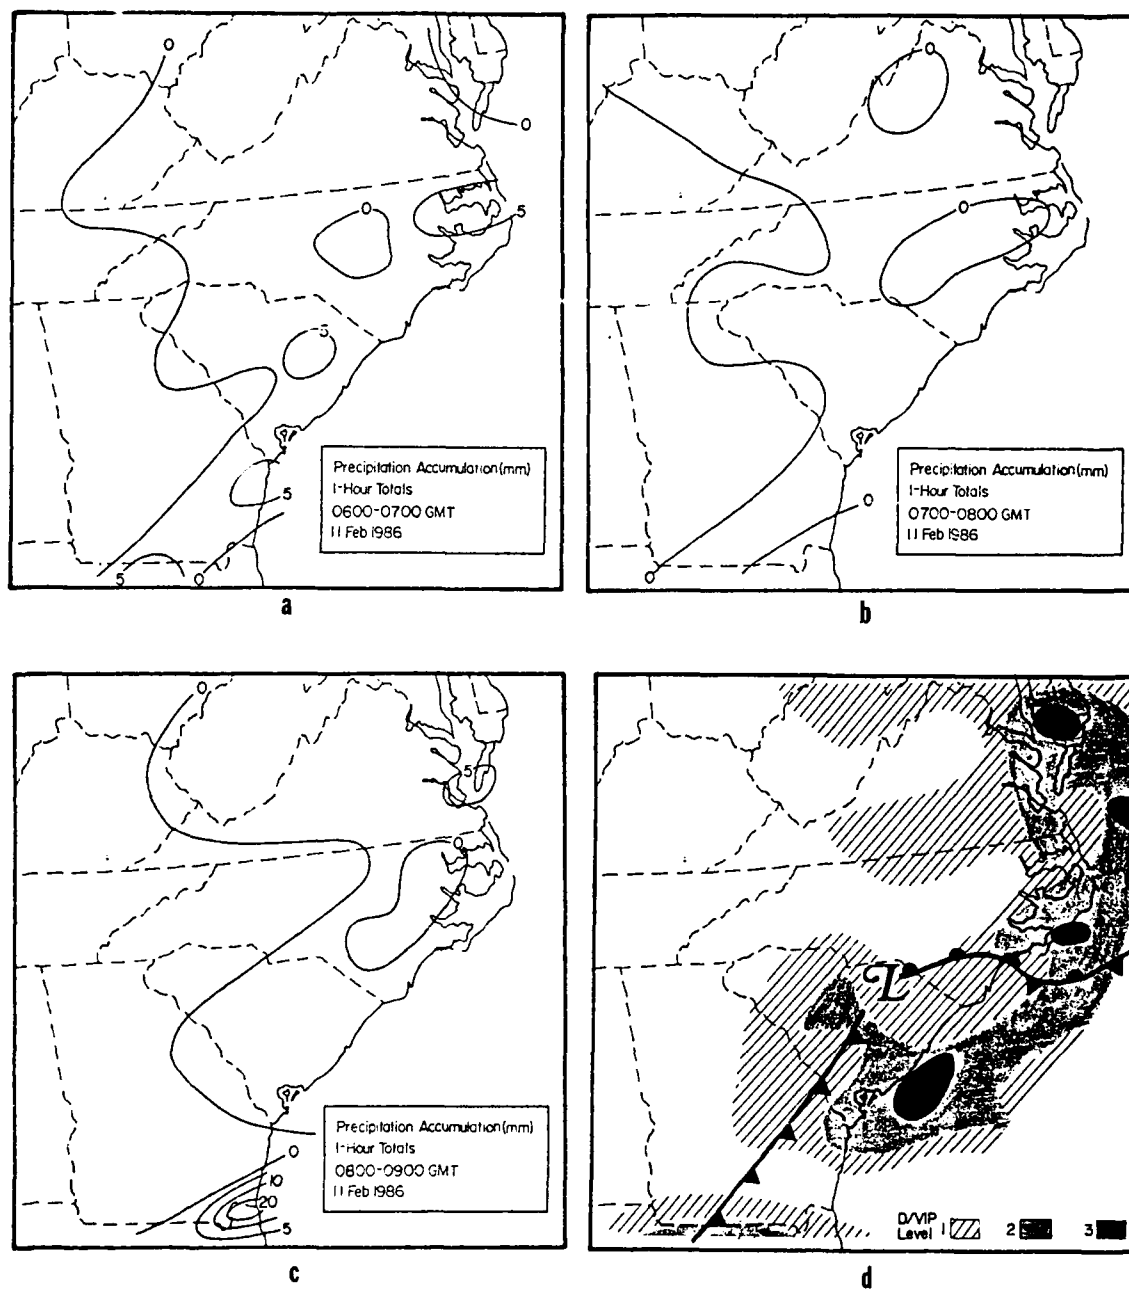 0
0
0
5
5
5
5
0
Precipitation Accumulation(mm)
1-Hour Totals
0600-0700 GMT
11 Feb 1986
a
0
0
0
0
Precipitation Accumulation(mm)
1-Hour Totals
0700-0800 GMT
11 Feb 1986
b
0
5
0
0
10
20
5
Precipitation Accumulation(mm)
1-Hour Totals
0800-0900 GMT
11 Feb 1986
c
L
D/VIP
Level 1 2 3
d